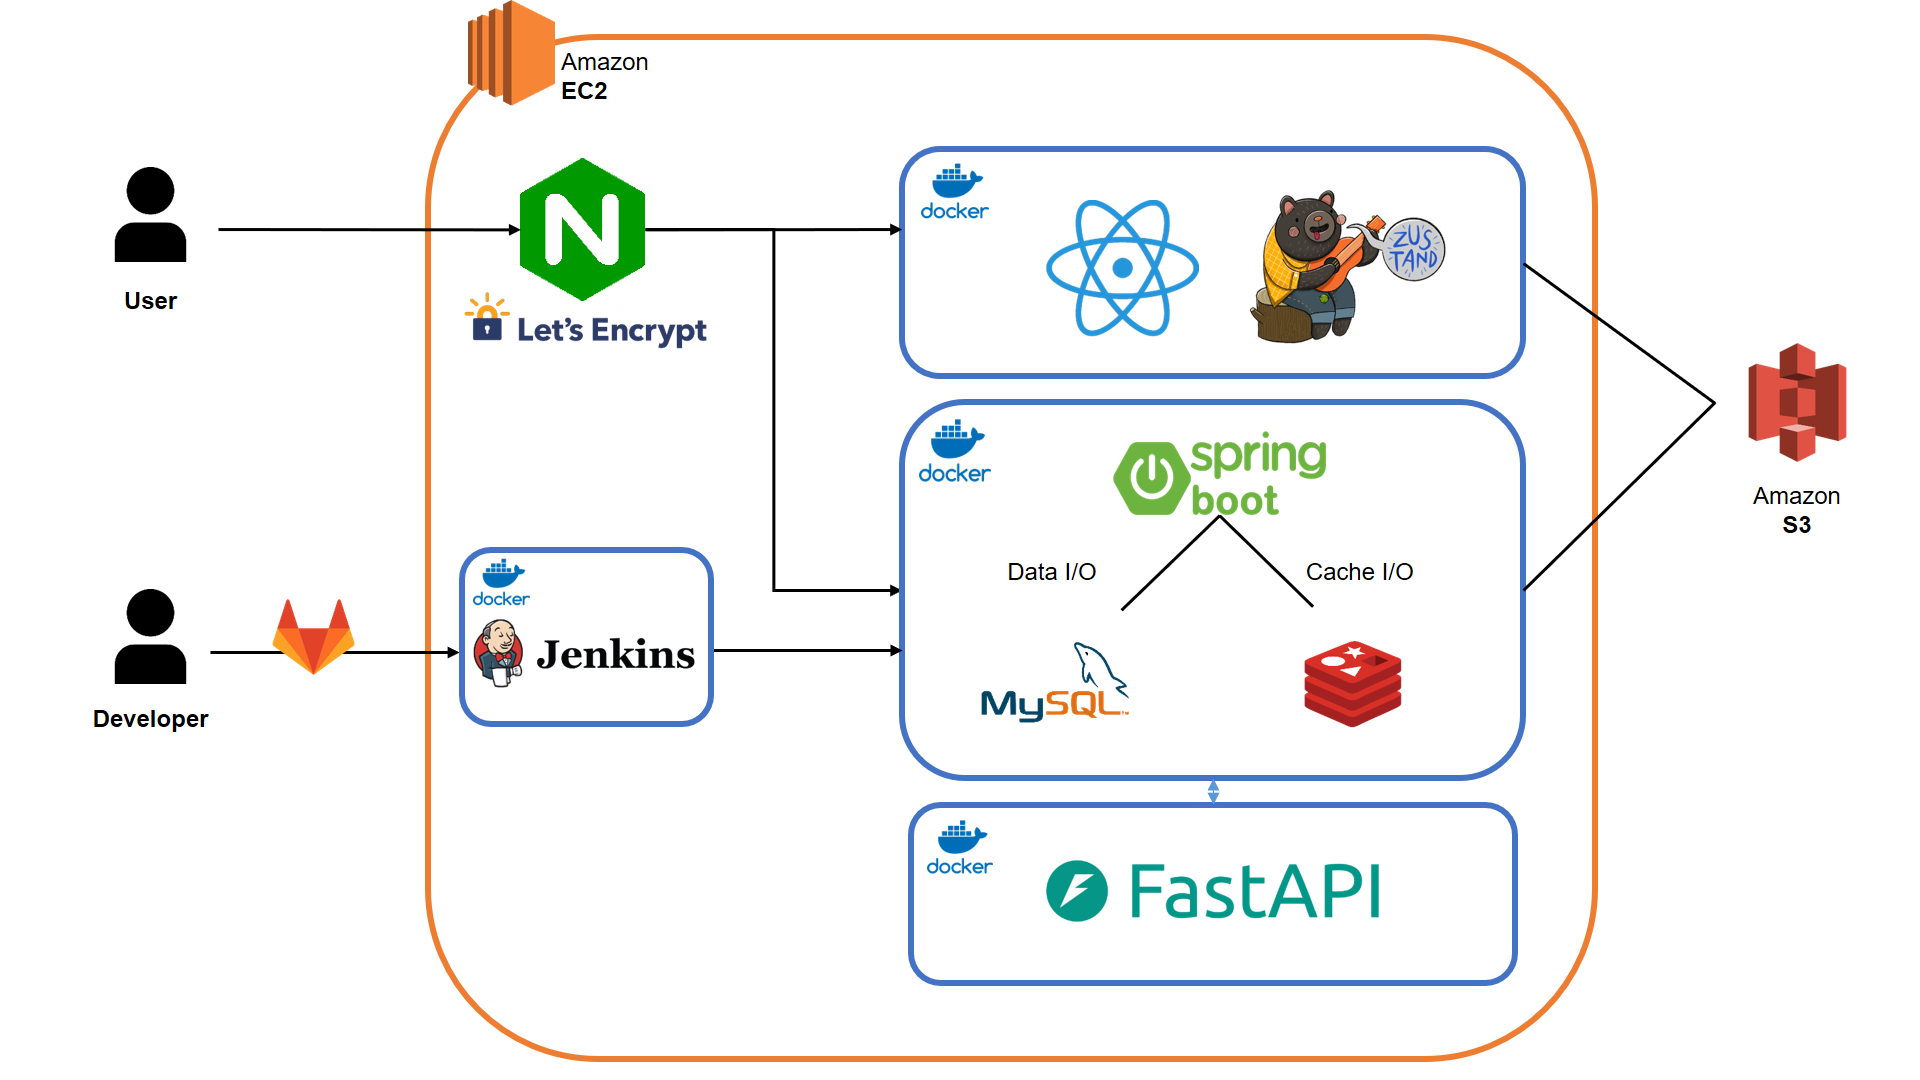 Amazon
EC2
User
N
Let's Encrypt
docker
ZUS
TAND
Amazon
S3
docker
spring
boot
Data I/O
Cache I/O
MySQL
TM
Developer
docker
Jenkins
docker
FastAPI